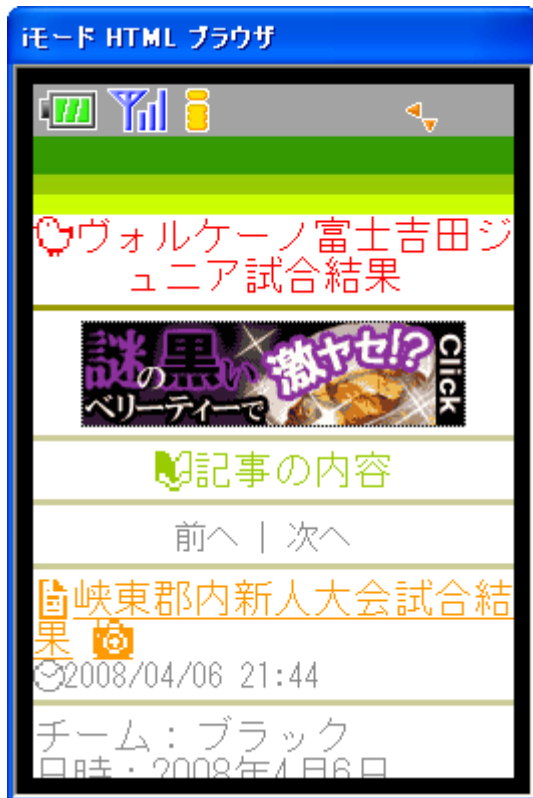 iモード HTML ブラウザ
ヴォルケーノ富士吉田ジ
ュニア試合結果
謎の黒い
ベリーティーで
激ヤセ!?
Click
記事の内容
前へ | 次へ
峡東郡内新人大会試合結
果
2008/04/06 21:44
チーム：ブラック
日時：2008年4月6日